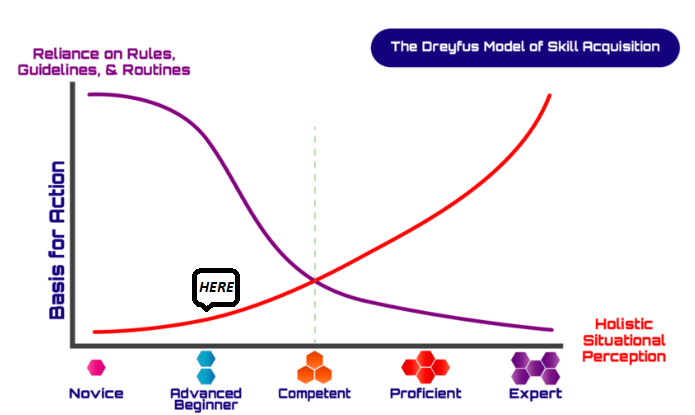 The Dreyfus Model of Skill Acquisition
Reliance on Rules,
Guidelines, & Routines
Basis for Action
HERE
Holistic
Situational
Perception
Novice
Advanced
Beginner
Competent
Proficient
Expert